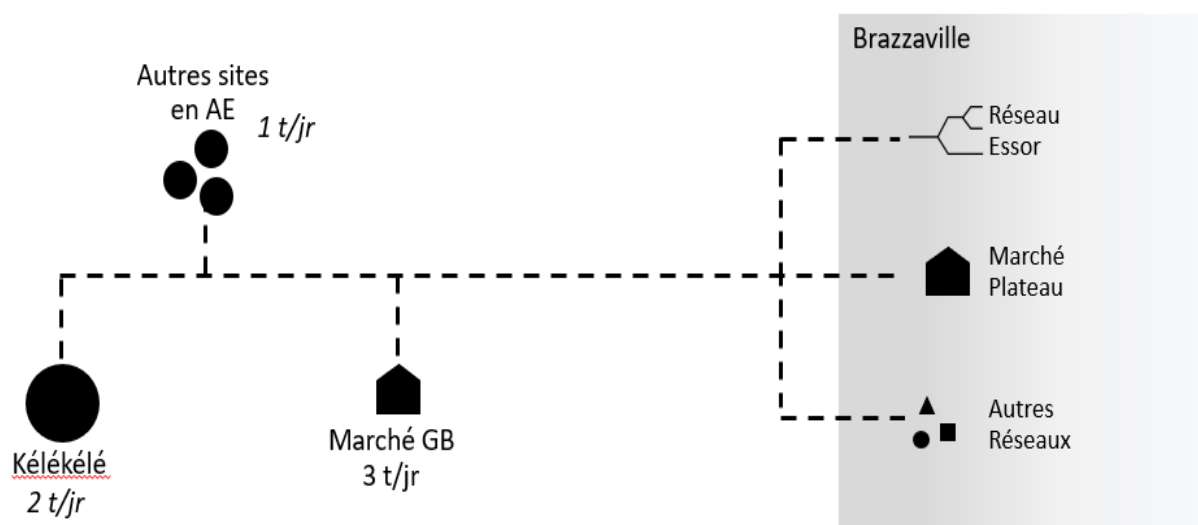 Brazzaville
Autres sites
en AE
1 t/jr
Réseau
Essor
Marché
Plateau
Autres
Réseaux
Marché GB
3 t/jr
Kélékélé
2 t/jr